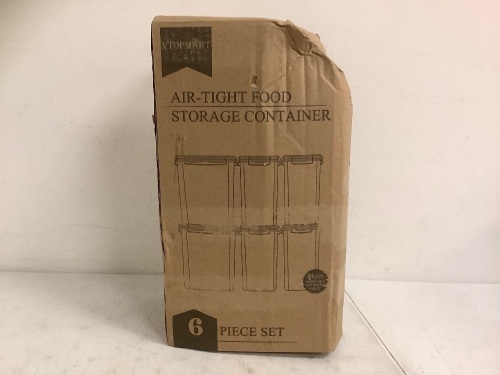 VTOPMART
AIR-TIGHT FOOD
STORAGE CONTAINER
6
PIECE SET